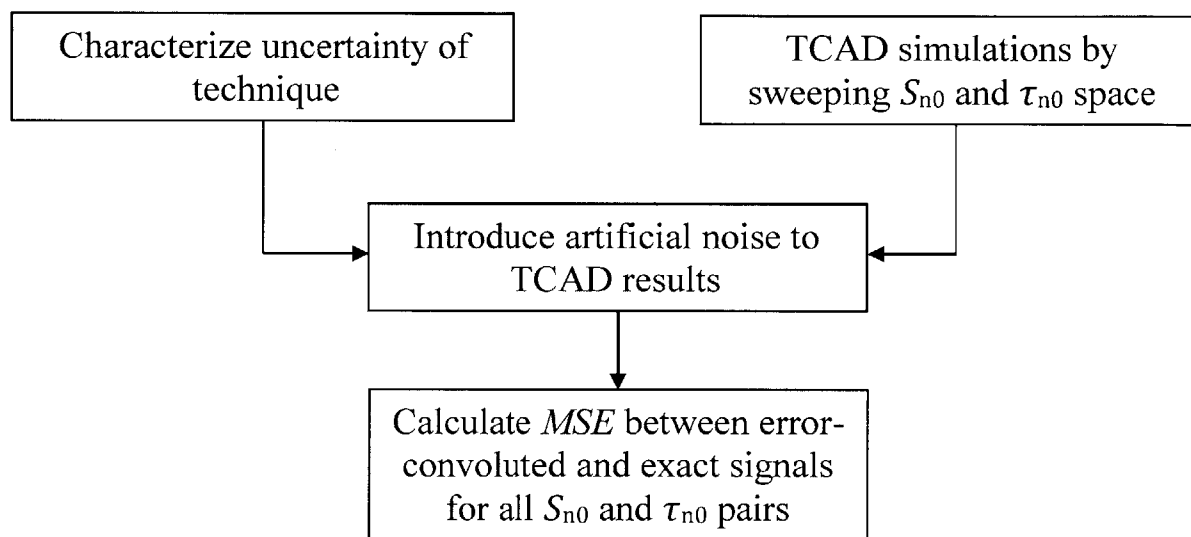 Characterize uncertainty of
technique
TCAD simulations by
sweeping Sn0 and τn0 space
Introduce artificial noise to
TCAD results
Calculate MSE between error-
convoluted and exact signals
for all Sn0 and τn0 pairs